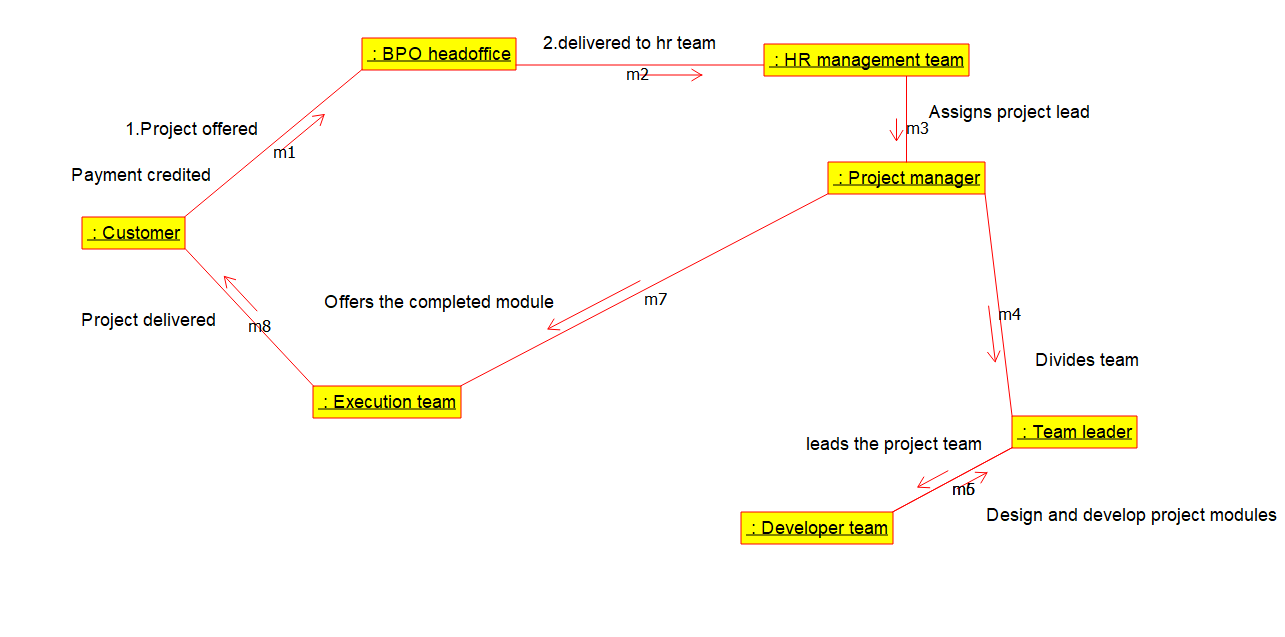 : BPO headoffice
2.delivered to hr team
m2
: HR management team
Assigns project lead
m3
1.Project offered
m1
Payment credited
: Project manager
: Customer
Offers the completed module
m7
m4
Project delivered
m8
Divides team
: Execution team
: Team leader
leads the project team
Design and develop project modules
: Developer team